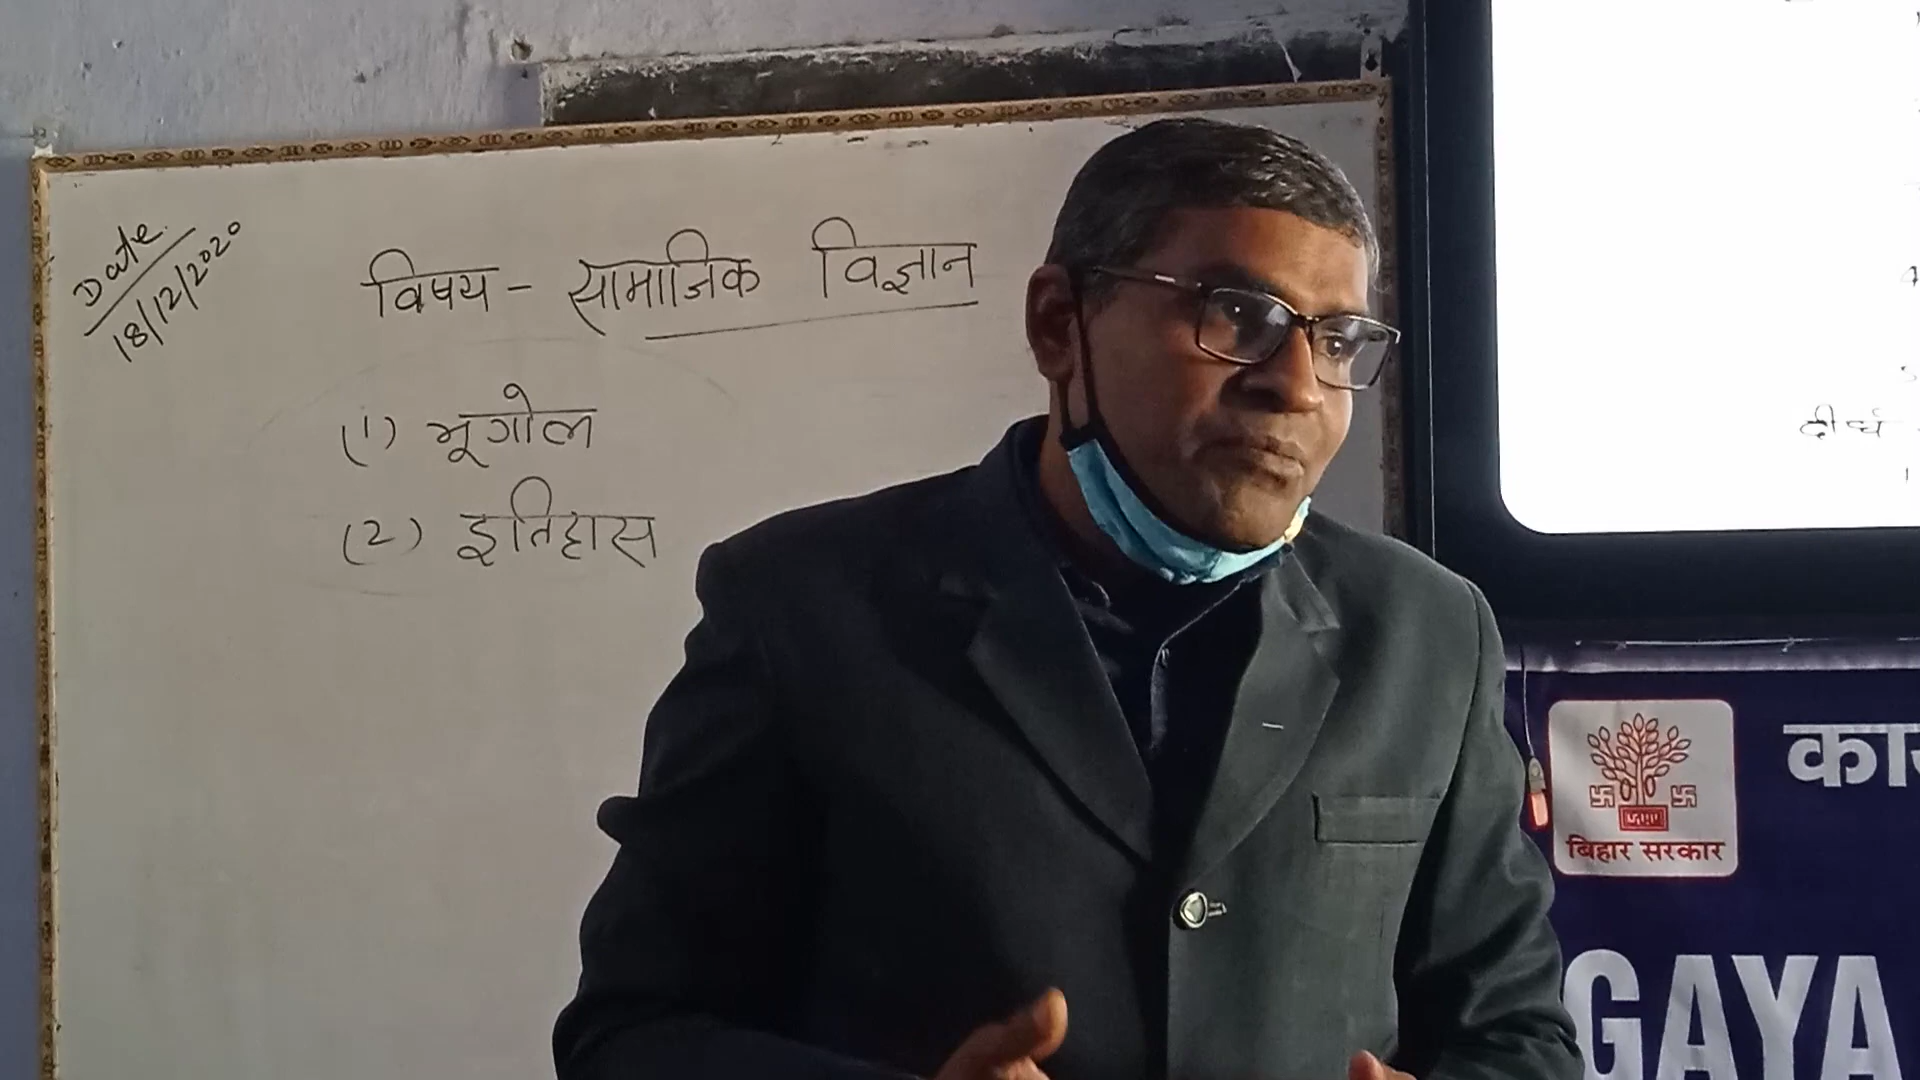 Date.
18/12/2020
विषय - सामाजिक विज्ञान
(1) भूगोल
(2) इतिहास
दीर्घ
बिहार सरकार
GAYA